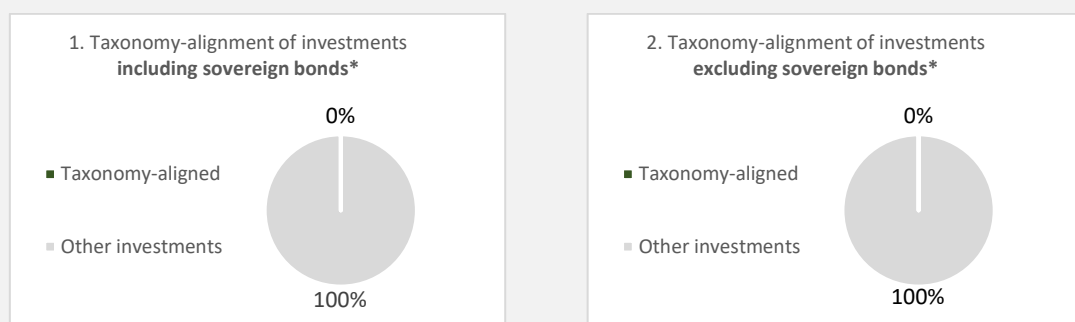 1. Taxonomy-alignment of investments
including sovereign bonds*
0%
Taxonomy-aligned
Other investments
100%
2. Taxonomy-alignment of investments
excluding sovereign bonds*
0%
Taxonomy-aligned
Other investments
100%